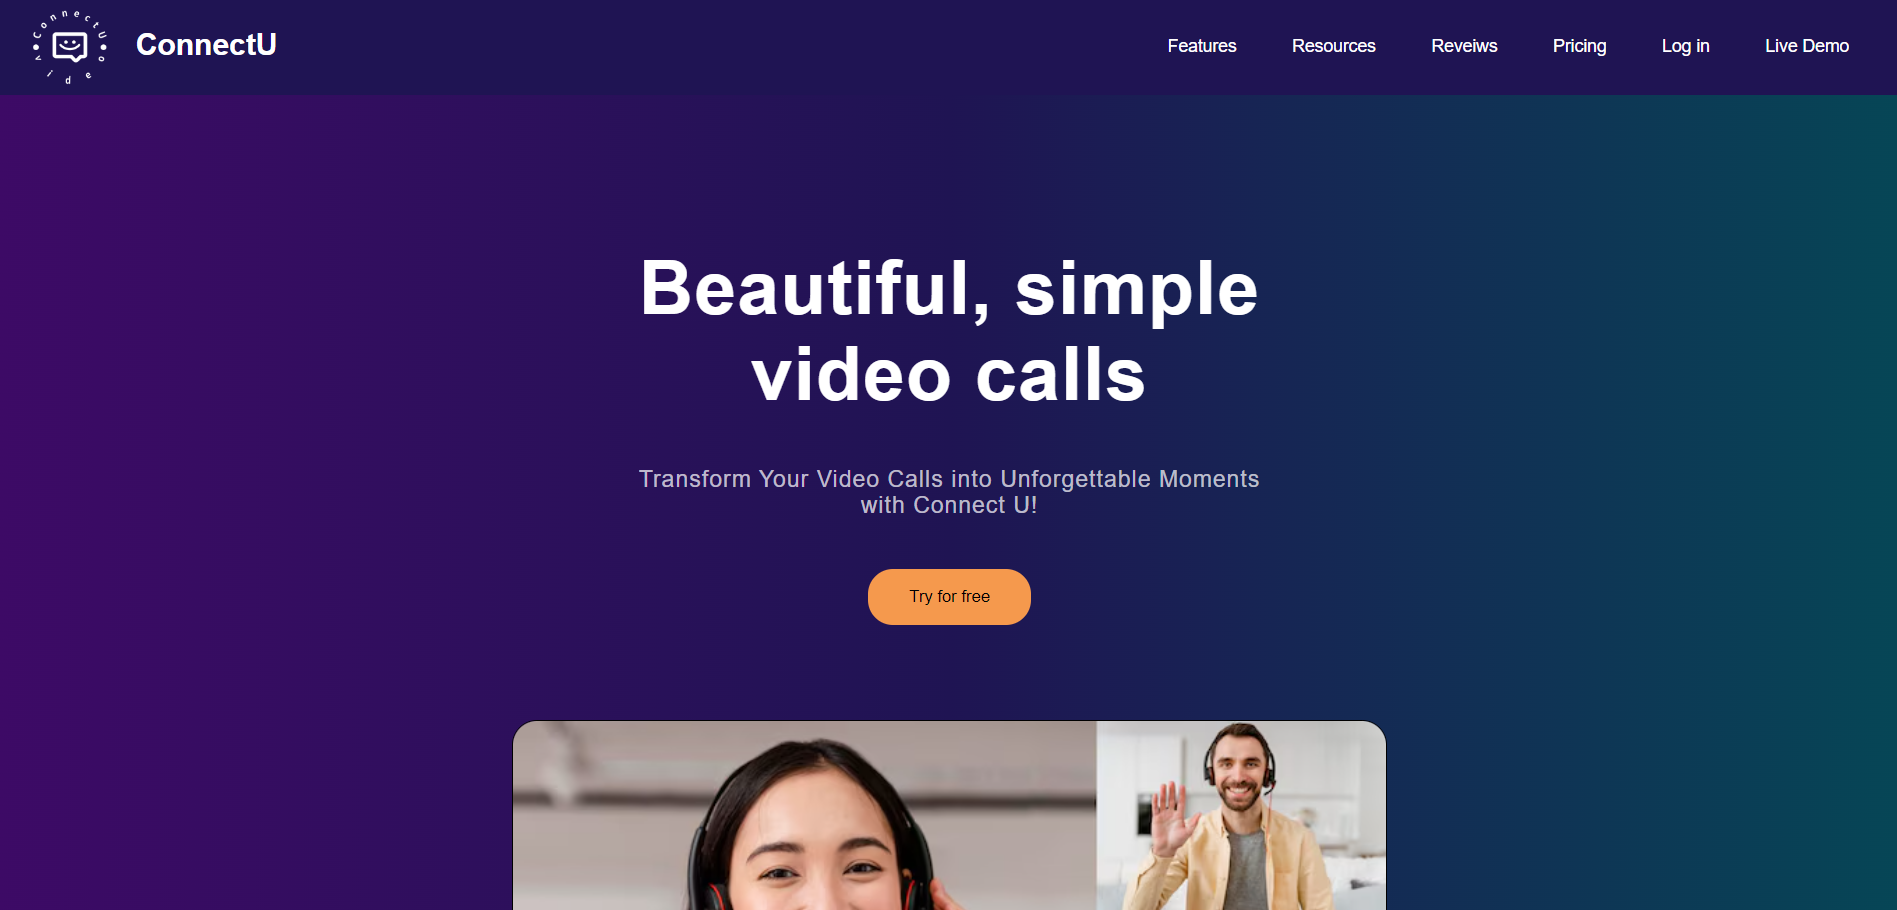 ConnectU
video
ConnectU
Features
Resources
Reveiws
Pricing
Log in
Live Demo
Beautiful, simple
video calls
Transform Your Video Calls into Unforgettable Moments
with Connect U!
Try for free